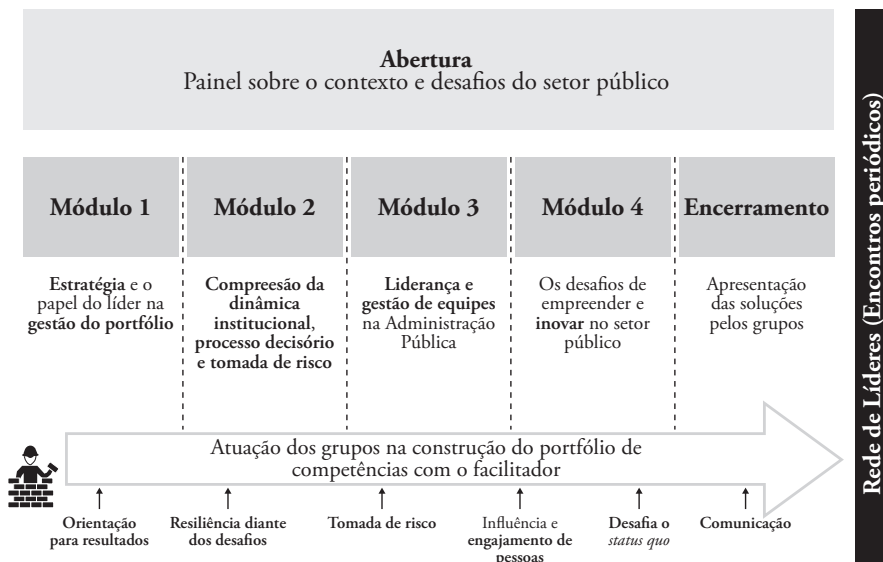 Abertura
Painel sobre o contexto e desafios do setor público
Módulo 1
Módulo 2
Módulo 3
Módulo 4
Encerramento
Estratégia e o
papel do líder na
gestão do portfólio
Compreesão da
dinâmica
institucional,
processo decisório
e tomada de risco
Liderança e
gestão de equipes
na Administração
Pública
Os desafios de
empreender e
inovar no setor
público
Apresentação
das soluções
pelos grupos
Atuação dos grupos na construção do portfólio de
competências com o facilitador
Orientação
para resultados
Resiliência diante
dos desafios
Tomada de risco
Influência e
engajamento de
pessoas
Desafia o
status quo
Comunicação
Rede de Líderes (Encontros periódicos)